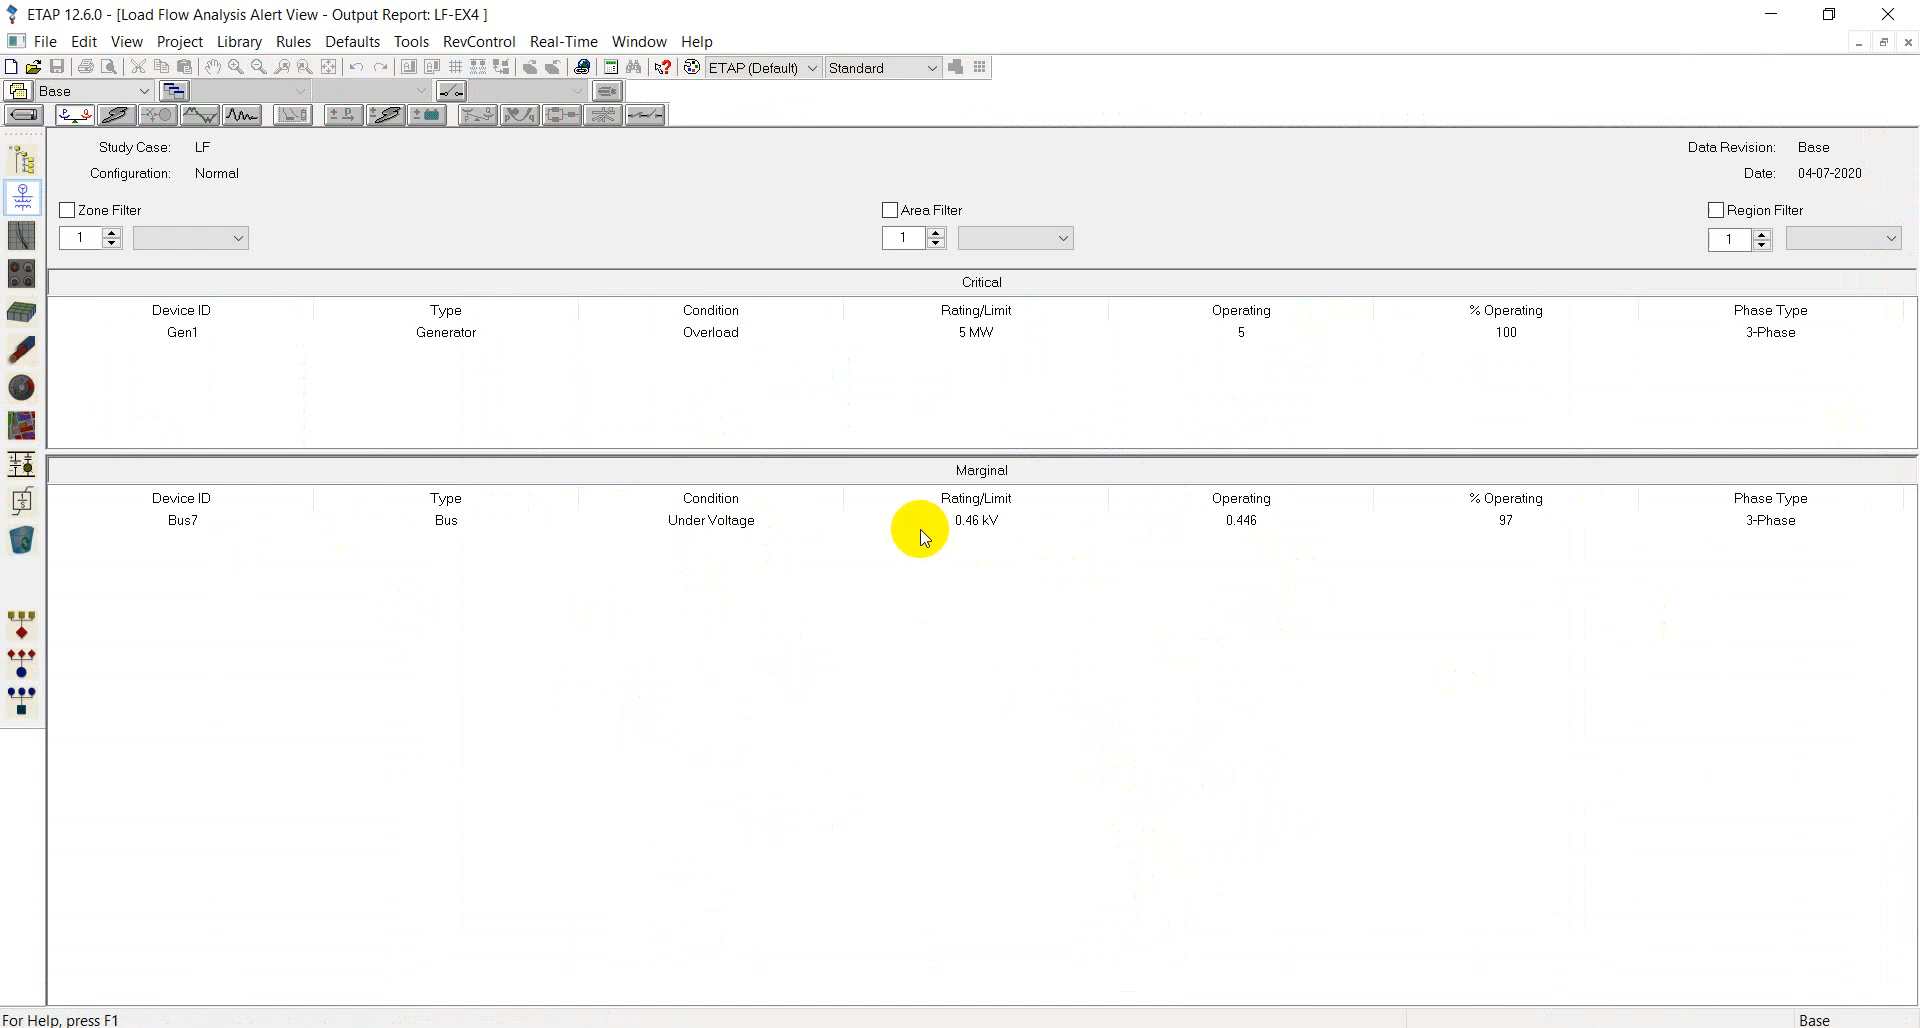 ETAP 12.6.0 - [Load Flow Analysis Alert View - Output Report: LF-EX4 ]
File Edit View Project Library Rules Defaults Tools RevControl Real-Time Window Help
ETAP (Default) Standard
Base
Study Case: LF Data Revision: Base
Configuration: Normal Date: 04-07-2020
Zone Filter Area Filter Region Filter
1 1 1
Critical
Device ID Type Condition Rating/Limit Operating % Operating Phase Type
Gen1 Generator Overload 5 MW 5 100 3-Phase
Marginal
Device ID Type Condition Rating/Limit Operating % Operating Phase Type
Bus7 Bus Under Voltage 0.46 kV 0.446 97 3-Phase
For Help, press F1 Base